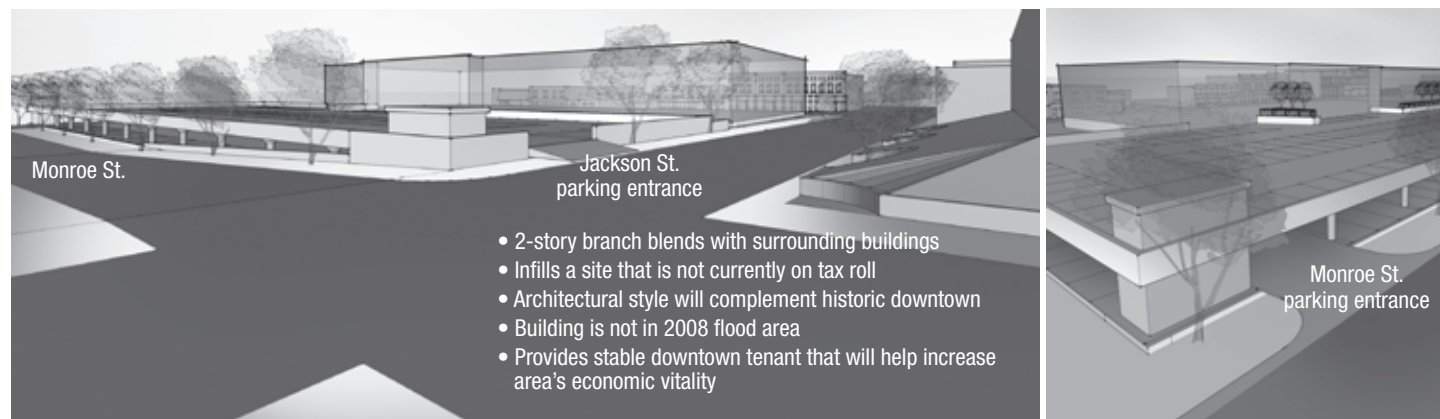 Monroe St.
Jackson St.
parking entrance
• 2-story branch blends with surrounding buildings
• Infills a site that is not currently on tax roll
• Architectural style will complement historic downtown
• Building is not in 2008 flood area
• Provides stable downtown tenant that will help increase
area’s economic vitality
Monroe St.
parking entrance